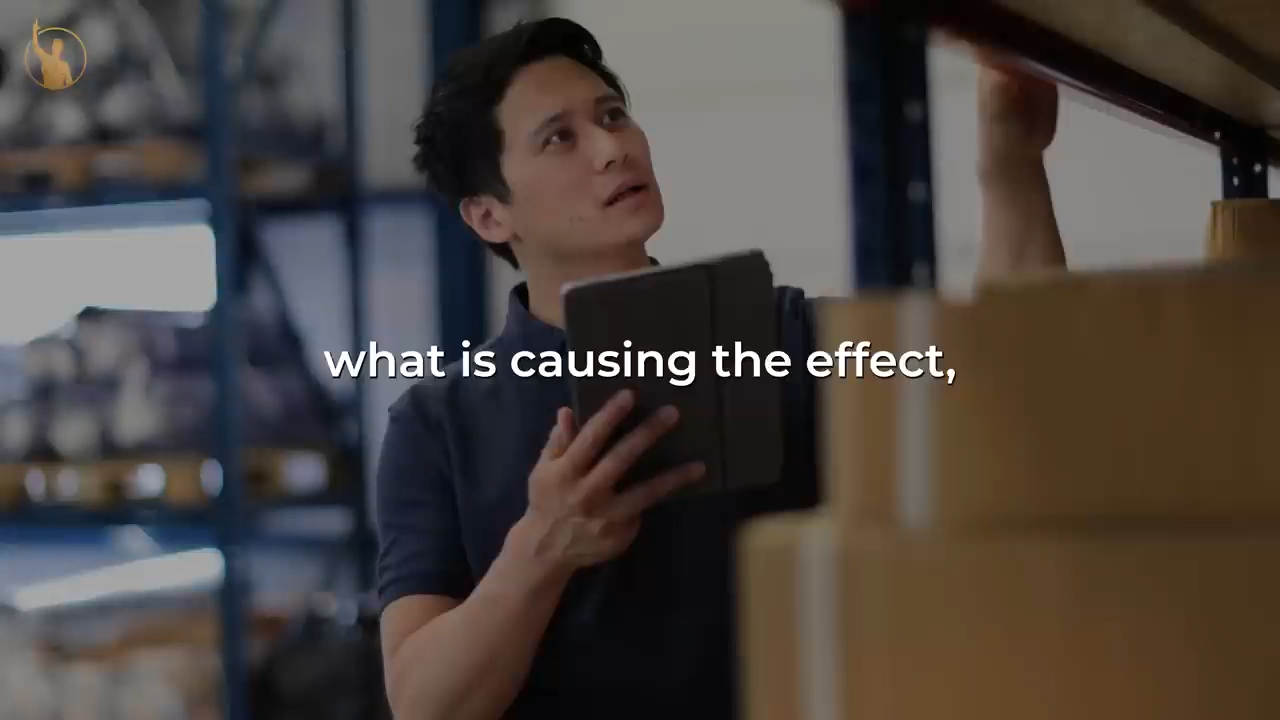 what is causing the effect,